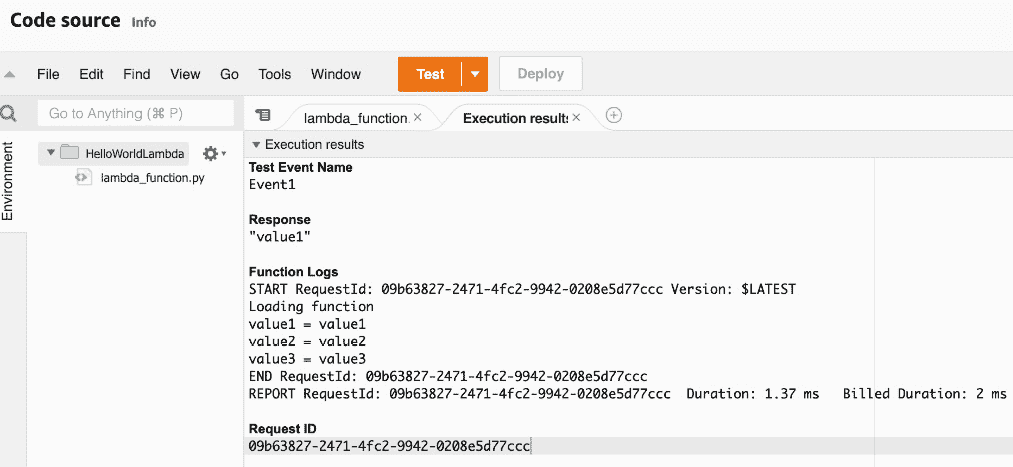 Code source Info
File Edit Find View Go Tools Window Test Deploy
Go to Anything (⌘ P)
lambda_function. ×
Execution results ×
Environment
HelloWorldLambda
lambda_function.py
Execution results
Test Event Name
Event1
Response
"value1"
Function Logs
START RequestId: 09b63827-2471-4fc2-9942-0208e5d77ccc Version: $LATEST
Loading function
value1 = value1
value2 = value2
value3 = value3
END RequestId: 09b63827-2471-4fc2-9942-0208e5d77ccc
REPORT RequestId: 09b63827-2471-4fc2-9942-0208e5d77ccc Duration: 1.37 ms Billed Duration: 2 ms
Request ID
09b63827-2471-4fc2-9942-0208e5d77ccc